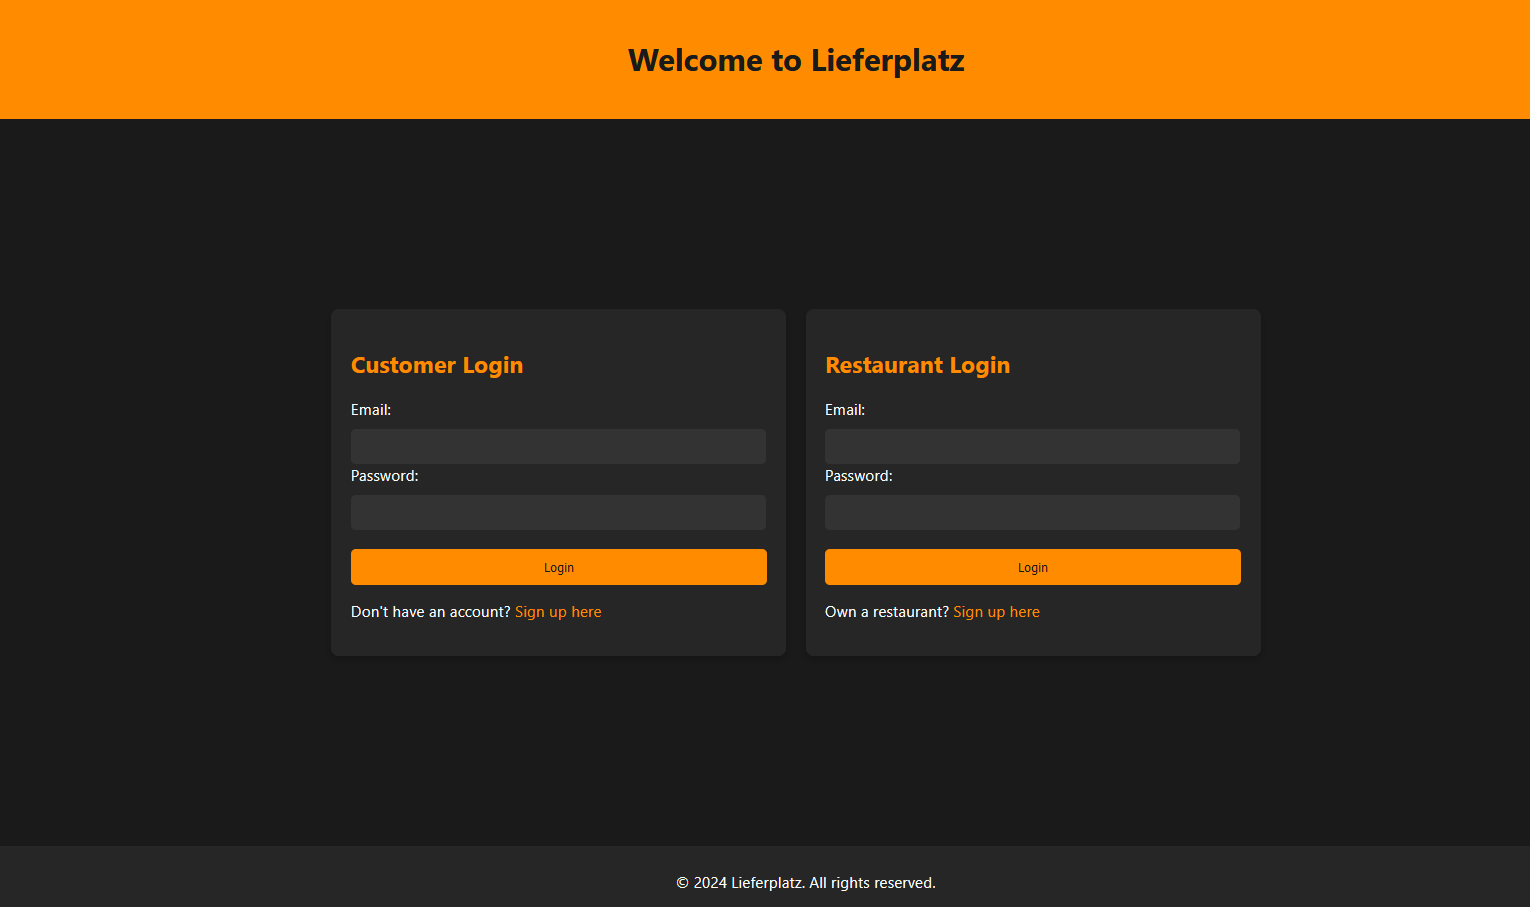 Welcome to Lieferplatz
Customer Login
Email:
Password:
Login
Don't have an account? Sign up here
Restaurant Login
Email:
Password:
Login
Own a restaurant? Sign up here
© 2024 Lieferplatz. All rights reserved.